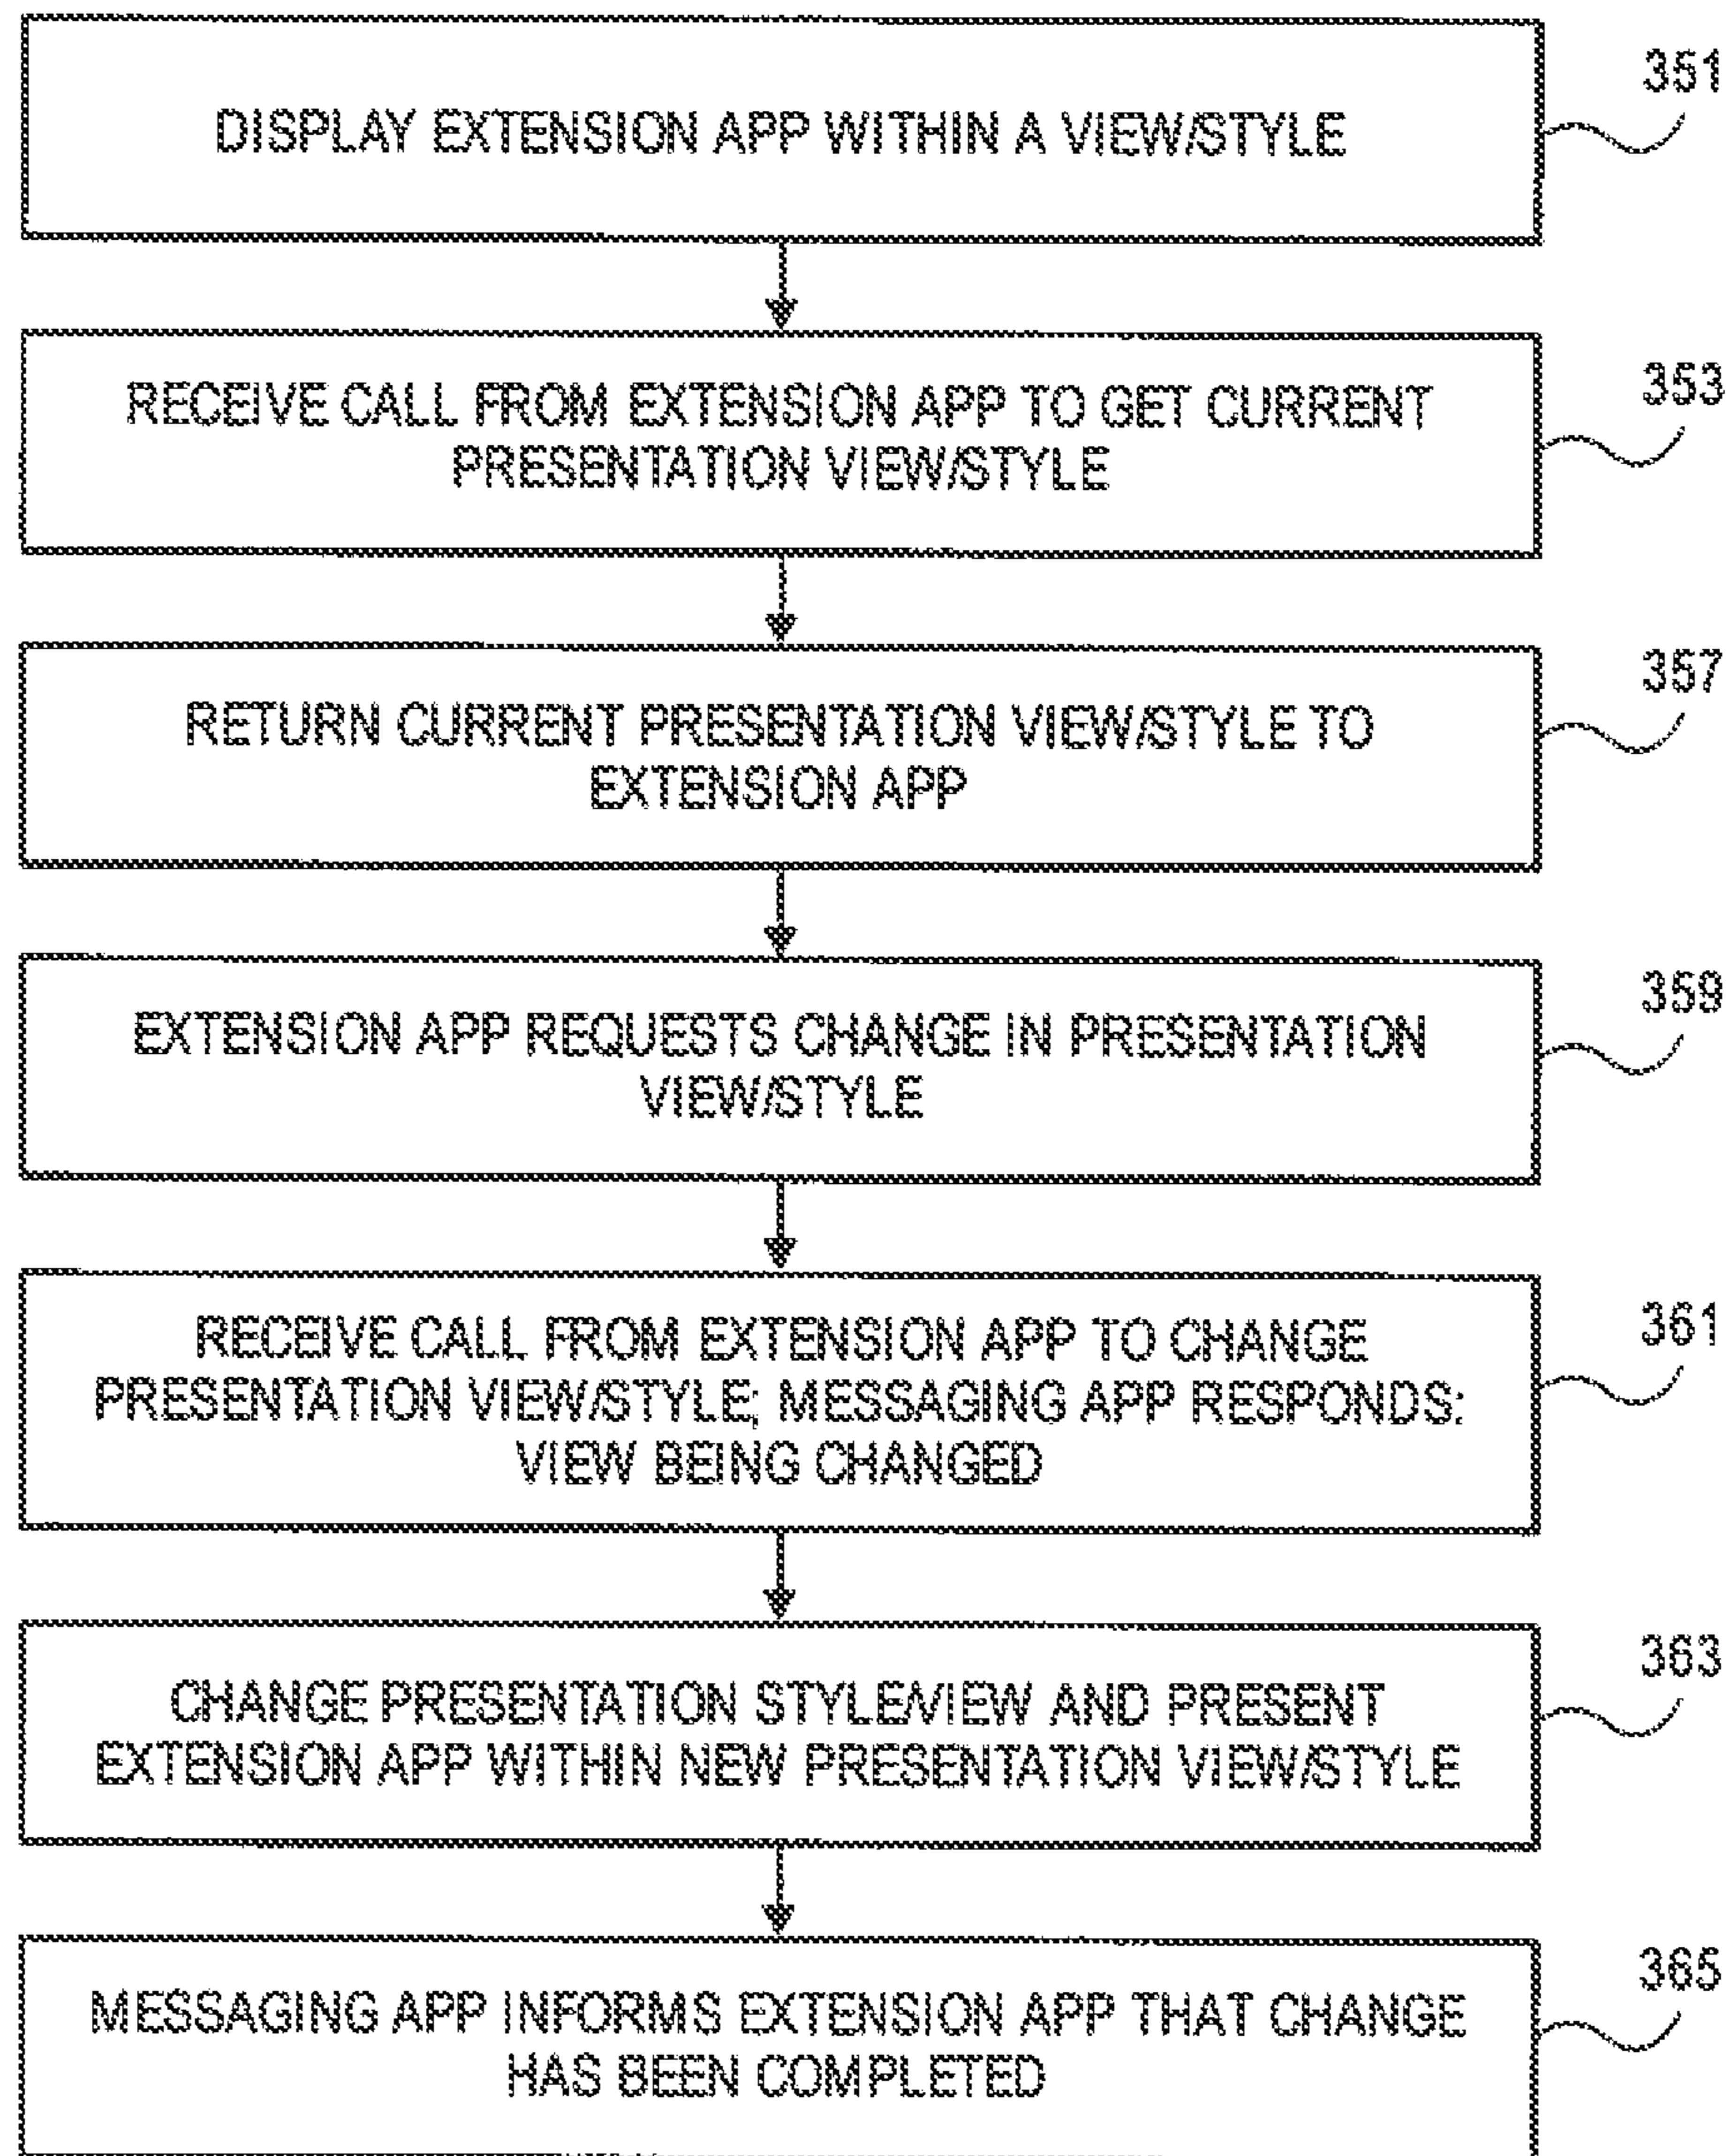 DISPLAY EXTENSION APP WITHIN A VIEW/STYLE
351
RECEIVE CALL FROM EXTENSION APP TO GET CURRENT
PRESENTATION VIEW/STYLE
353
RETURN CURRENT PRESENTATION VIEW/STYLE TO
EXTENSION APP
357
EXTENSION APP REQUESTS CHANGE IN PRESENTATION
VIEW/STYLE
359
RECEIVE CALL FROM EXTENSION APP TO CHANGE
PRESENTATION VIEW/STYLE; MESSAGING APP RESPONDS:
VIEW BEING CHANGED
361
CHANGE PRESENTATION STYLE/VIEW AND PRESENT
EXTENSION APP WITHIN NEW PRESENTATION VIEW/STYLE
363
MESSAGING APP INFORMS EXTENSION APP THAT CHANGE
HAS BEEN COMPLETED
365